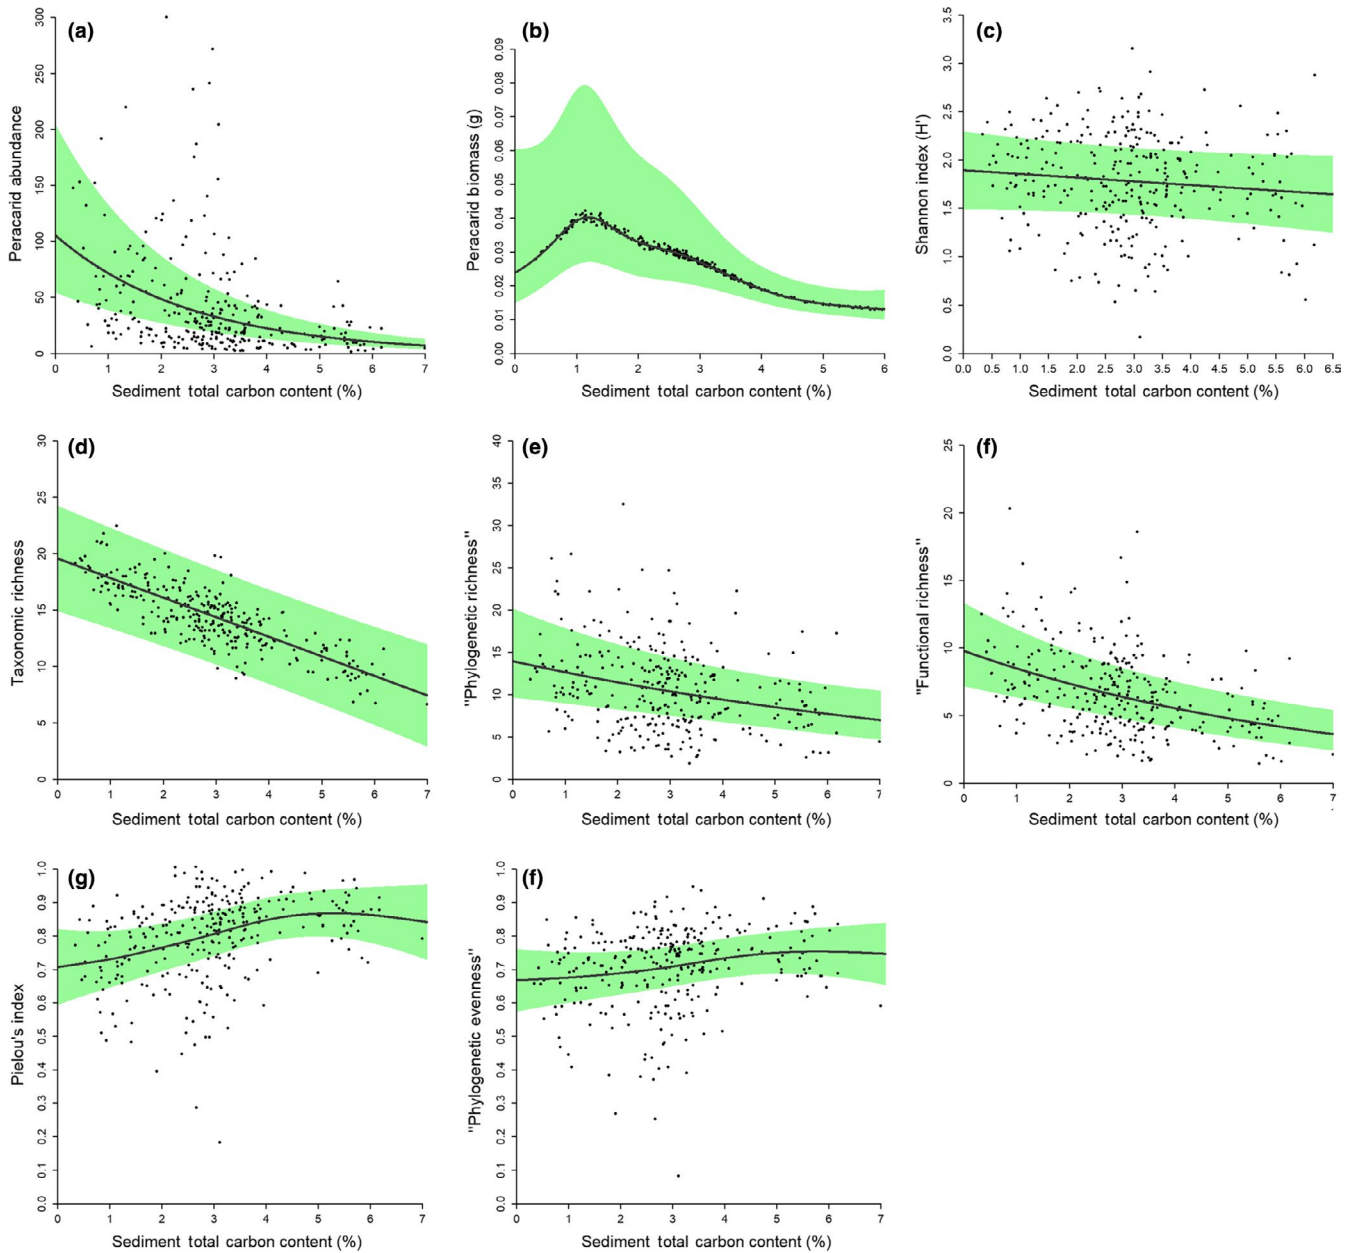 (a)
300
250
200
150
100
50
0
Peracarid abundance
0 1 2 3 4 5 6 7
Sediment total carbon content (%)
(b)
0.09
0.08
0.07
0.06
0.05
0.04
0.03
0.02
0.01
0.00
Peracarid biomass (g)
0 1 2 3 4 5 6
Sediment total carbon content (%)
(c)
3.5
3.0
2.5
2.0
1.5
1.0
0.5
0.0
Shannon index (H')
0.0 0.5 1.0 1.5 2.0 2.5 3.0 3.5 4.0 4.5 5.0 5.5 6.0 6.5
Sediment total carbon content (%)
(d)
30
25
20
15
10
5
0
Taxonomic richness
0 1 2 3 4 5 6 7
Sediment total carbon content (%)
(e)
40
35
30
25
20
15
10
5
0
"Phylogenetic richness"
0 1 2 3 4 5 6 7
Sediment total carbon content (%)
(f)
25
20
15
10
5
0
"Functional richness"
0 1 2 3 4 5 6 7
Sediment total carbon content (%)
(g)
1.0
0.9
0.8
0.7
0.6
0.5
0.4
0.3
0.2
0.1
0.0
Pielou's index
0 1 2 3 4 5 6 7
Sediment total carbon content (%)
(f)
1.0
0.9
0.8
0.7
0.6
0.5
0.4
0.3
0.2
0.1
0.0
"Phylogenetic evenness"
0 1 2 3 4 5 6 7
Sediment total carbon content (%)